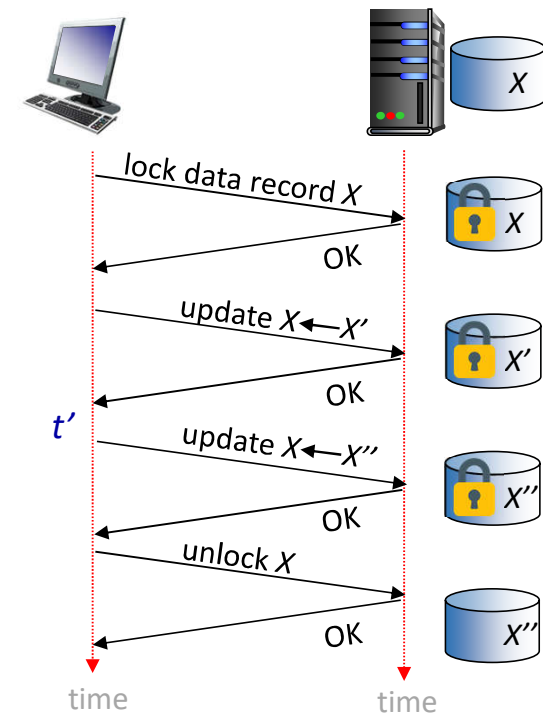 X
lock data record X
X
OK
update X←X'
X'
OK
t'
update X←X''
X''
OK
unlock X
X''
OK
time
time